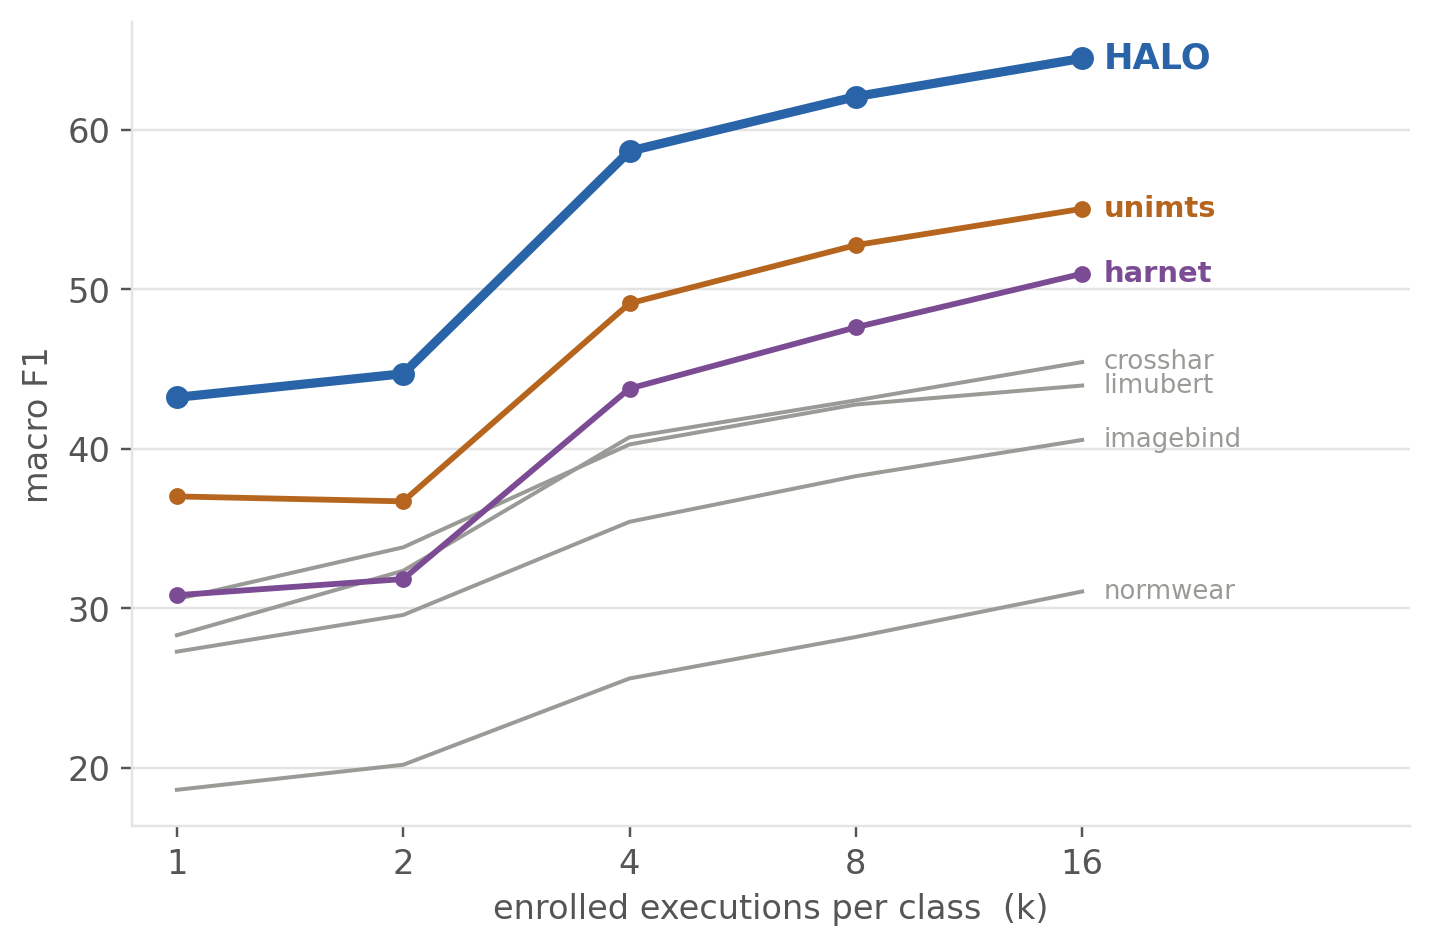 HALO
60
unimts
50
harnet
crosshar
limubert
imagebind
40
macro F1
30
normwear
20
1 2 4 8 16
enrolled executions per class (k)